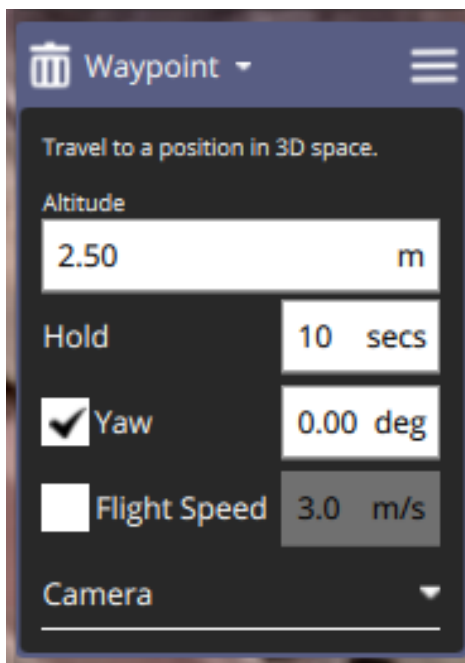 Waypoint
Travel to a position in 3D space.
Altitude
2.50 m
Hold 10 secs
Yaw 0.00 deg
Flight Speed 3.0 m/s
Camera